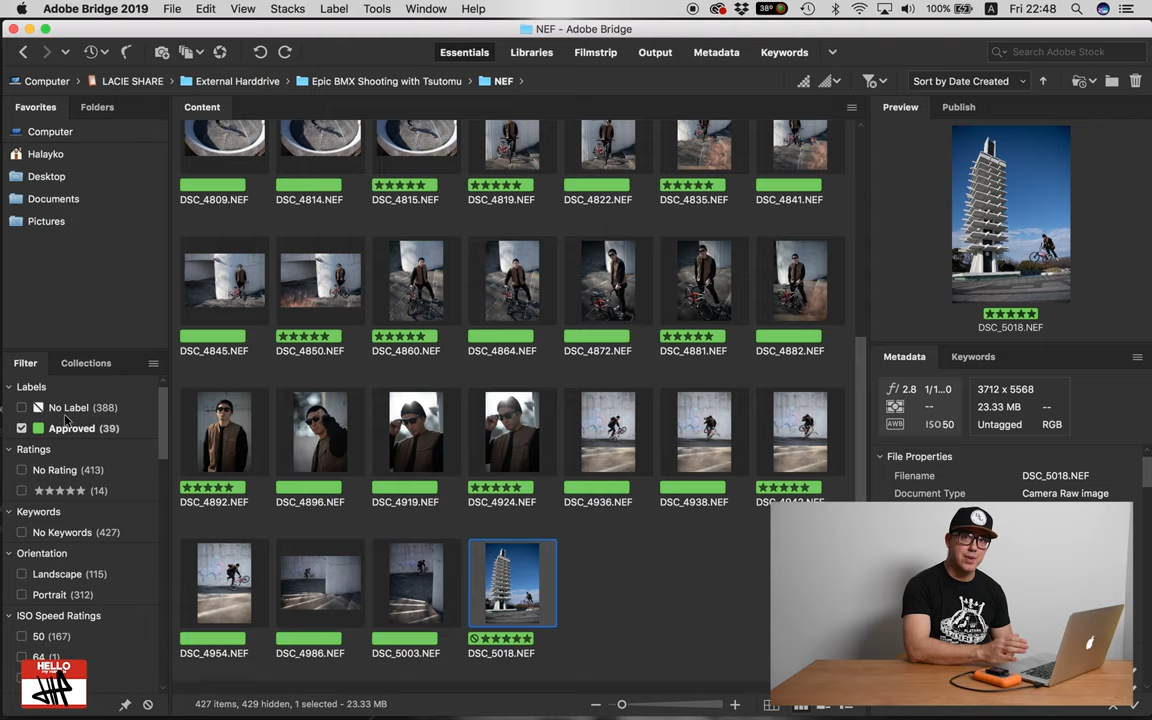 Adobe Bridge 2019 File Edit View Stacks Label Tools Window Help 38° 100% A Fri 22:48
NEF - Adobe Bridge
Essentials Libraries Filmstrip Output Metadata Keywords Search Adobe Stock
Computer LACIE SHARE External Harddrive Epic BMX Shooting with Tsutomu NEF Sort by Date Created
Favorites Folders Content Preview Publish
Computer
Halayko
Desktop
Documents
Pictures
DSC_4809.NEF DSC_4814.NEF DSC_4815.NEF DSC_4819.NEF DSC_4822.NEF DSC_4835.NEF DSC_4841.NEF
DSC_4845.NEF DSC_4850.NEF DSC_4860.NEF DSC_4864.NEF DSC_4872.NEF DSC_4881.NEF DSC_4882.NEF
DSC_4892.NEF DSC_4896.NEF DSC_4919.NEF DSC_4924.NEF DSC_4936.NEF DSC_4938.NEF
DSC_4954.NEF DSC_4986.NEF DSC_5003.NEF DSC_5018.NEF
Filter Collections
Labels
No Label (388)
Approved (39)
Ratings
No Rating (413)
(14)
Keywords
No Keywords (427)
Orientation
Landscape (115)
Portrait (312)
ISO Speed Ratings
50 (167)
64 (1)
HELLO
427 items, 429 hidden, 1 selected - 23.33 MB
DSC_5018.NEF
Metadata Keywords
f/ 2.8 1/1...0 3712 x 5568
-- 23.33 MB --
AWB ISO50 Untagged RGB
File Properties
Filename DSC_5018.NEF
Document Type Camera Raw image